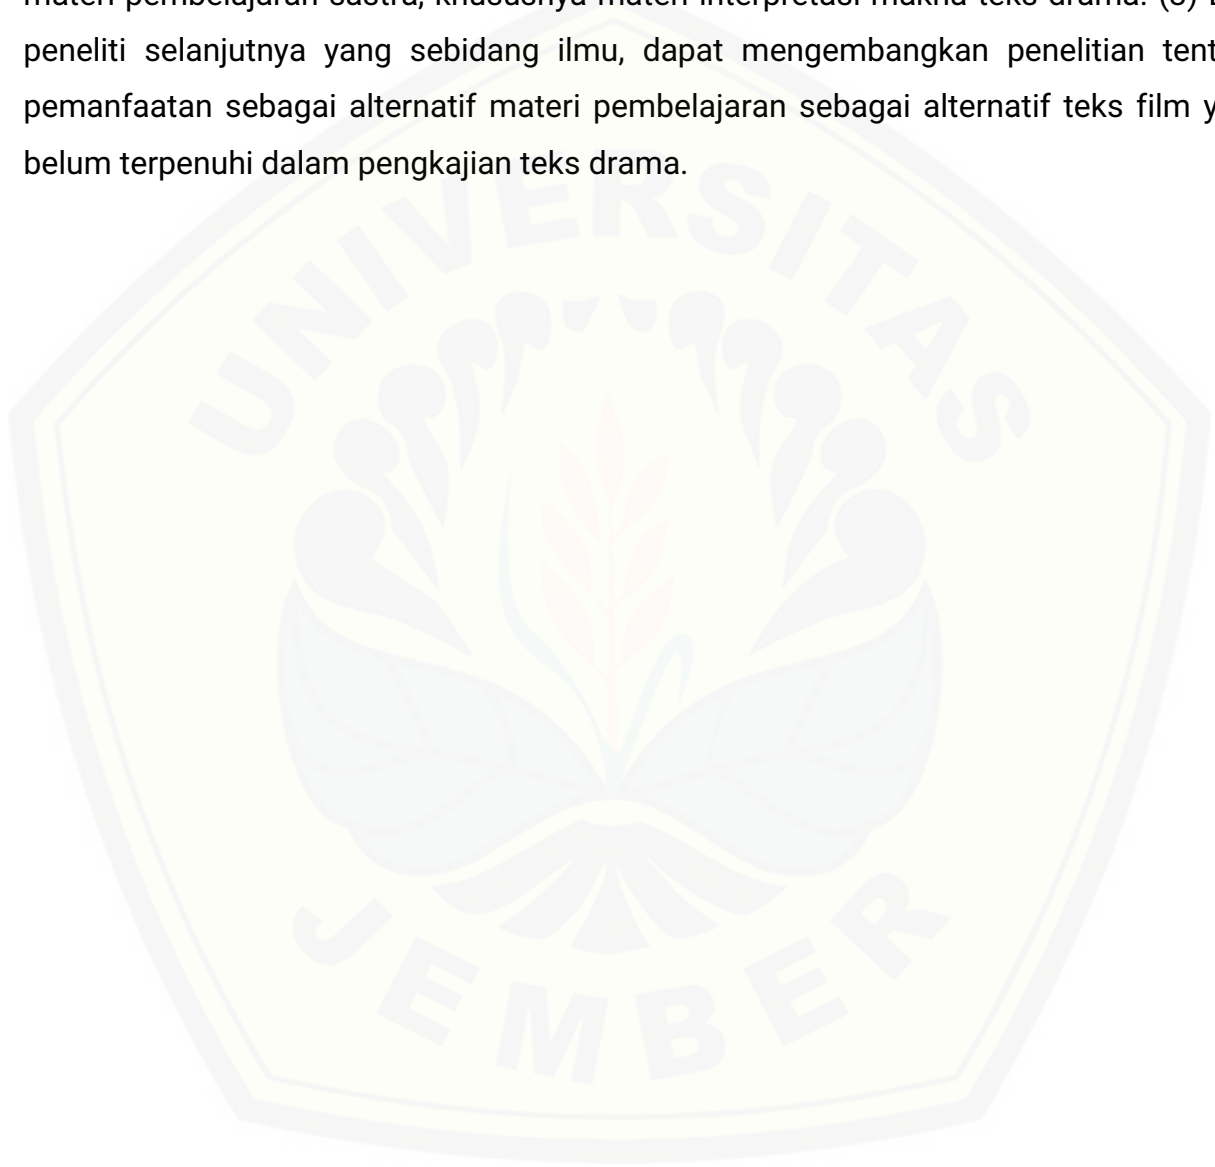 materi pembelajaran sastra, khususnya materi interpretasi makna teks drama. (3)
peneliti selanjutnya yang sebidang ilmu, dapat mengembangkan penelitian tent
pemanfaatan sebagai alternatif materi pembelajaran sebagai alternatif teks film y
belum terpenuhi dalam pengkajian teks drama.
UNIVERSITAS
JEMBER